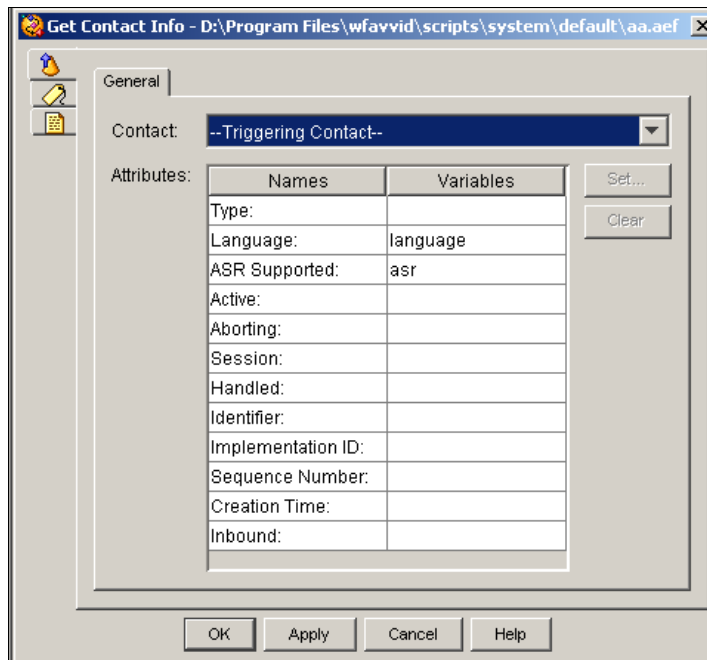 Get Contact Info - D:\Program Files\wfavvid\scripts\system\default\aa.aef
General
Contact: --Triggering Contact--
Attributes: Names Variables Set...
Type: Clear
Language: language
ASR Supported: asr
Active:
Aborting:
Session:
Handled:
Identifier:
Implementation ID:
Sequence Number:
Creation Time:
Inbound:
OK Apply Cancel Help